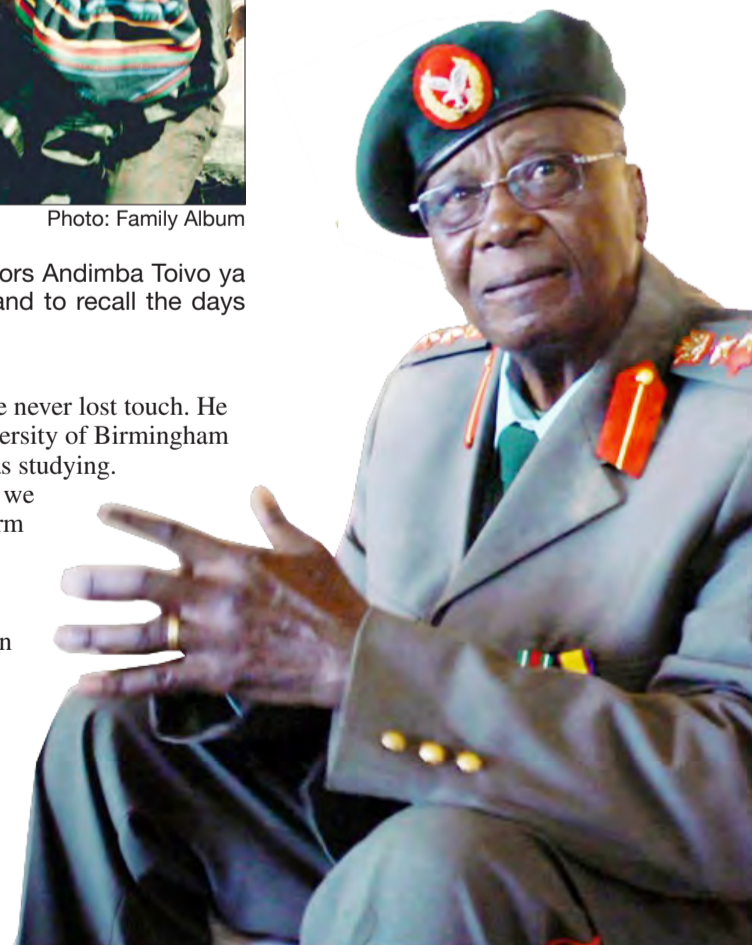 Photo: Family Album
ors Andimba Toivo ya
and to recall the days
e never lost touch. He
versity of Birmingham
s studying.
we
rm
n